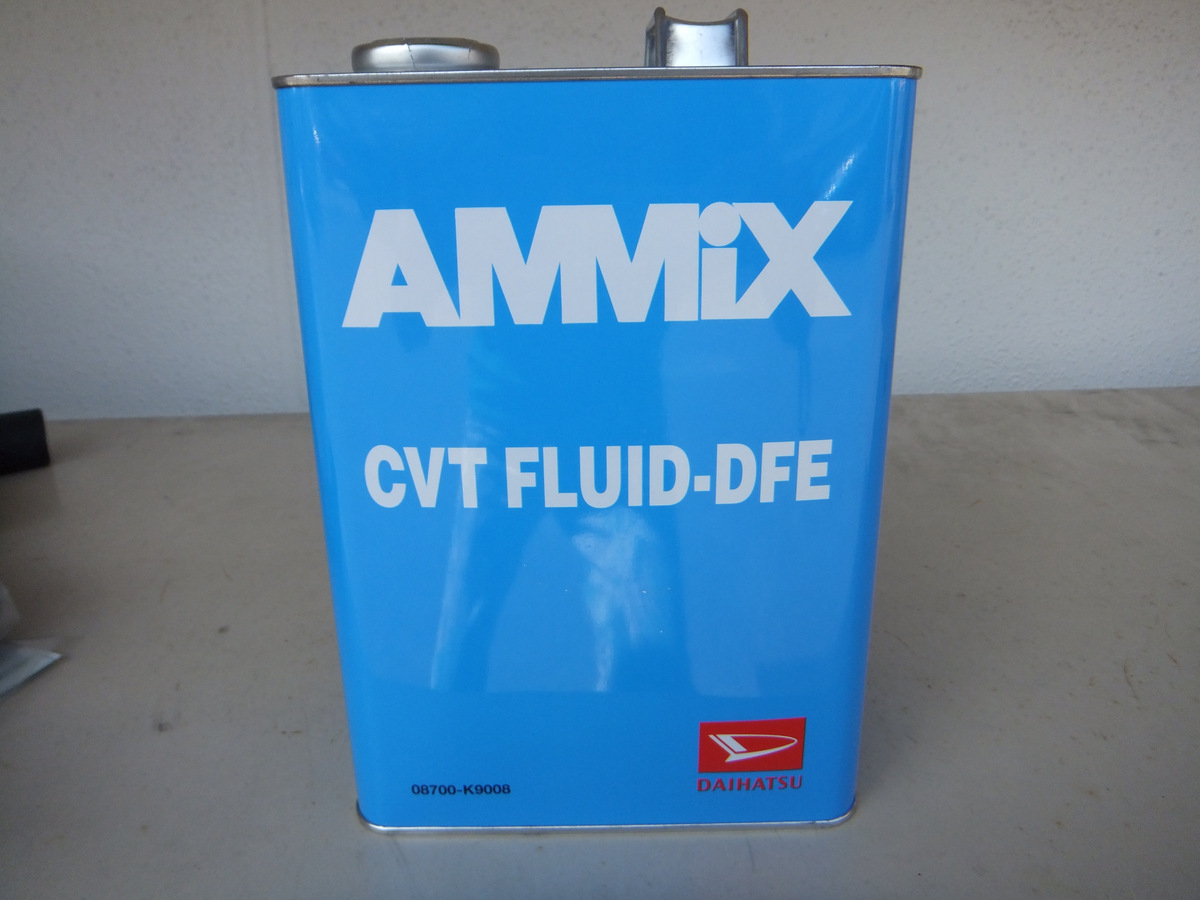 AMMiX
CVT FLUID-DFE
08700-K9008
DAIHATSU